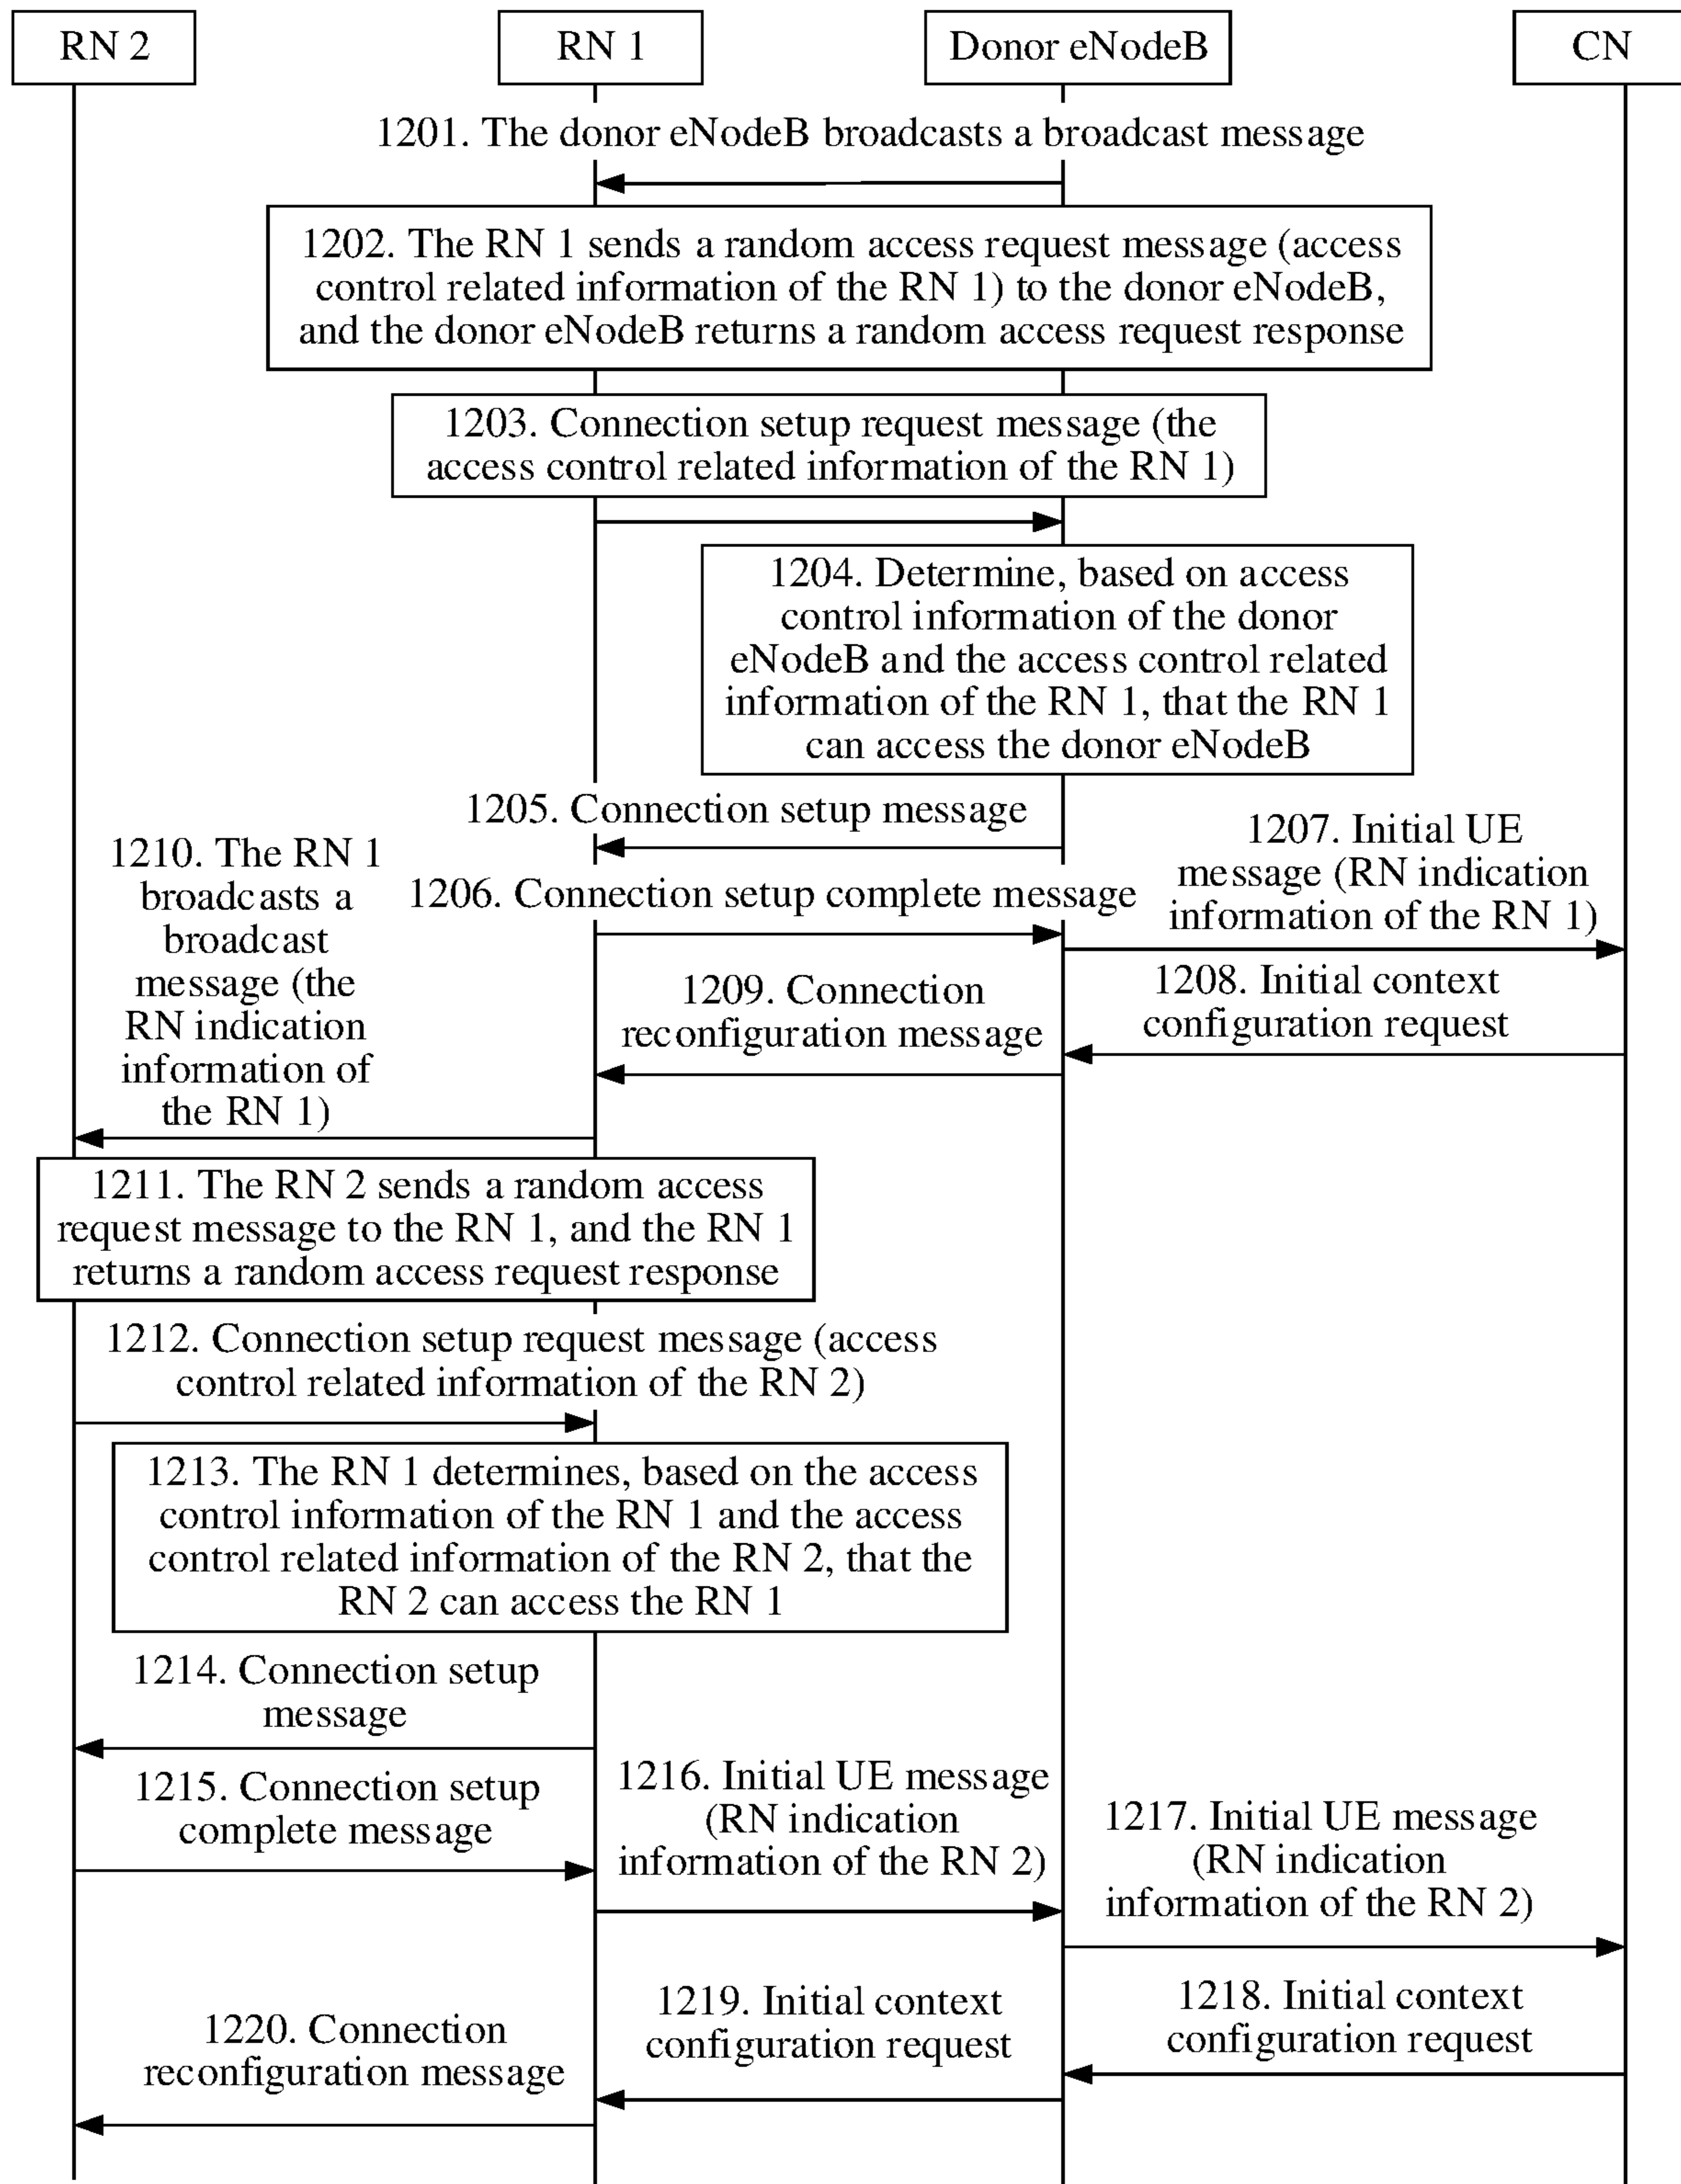 RN 2
RN 1
Donor eNodeB
CN
1201. The donor eNodeB broadcasts a broadcast message
1202. The RN 1 sends a random access request message (access
control related information of the RN 1) to the donor eNodeB,
and the donor eNodeB returns a random access request response
1203. Connection setup request message (the
access control related information of the RN 1)
1204. Determine, based on access
control information of the donor
eNodeB and the access control related
information of the RN 1, that the RN 1
can access the donor eNodeB
1205. Connection setup message
1206. Connection setup complete message
1207. Initial UE
message (RN indication
information of the RN 1)
1208. Initial context
configuration request
1209. Connection
reconfiguration message
1210. The RN 1
broadcasts a
broadcast
message (the
RN indication
information of
the RN 1)
1211. The RN 2 sends a random access
request message to the RN 1, and the RN 1
returns a random access request response
1212. Connection setup request message (access
control related information of the RN 2)
1213. The RN 1 determines, based on the access
control information of the RN 1 and the access
control related information of the RN 2, that the
RN 2 can access the RN 1
1214. Connection setup
message
1215. Connection setup
complete message
1216. Initial UE message
(RN indication
information of the RN 2)
1217. Initial UE message
(RN indication
information of the RN 2)
1218. Initial context
configuration request
1219. Initial context
configuration request
1220. Connection
reconfiguration message